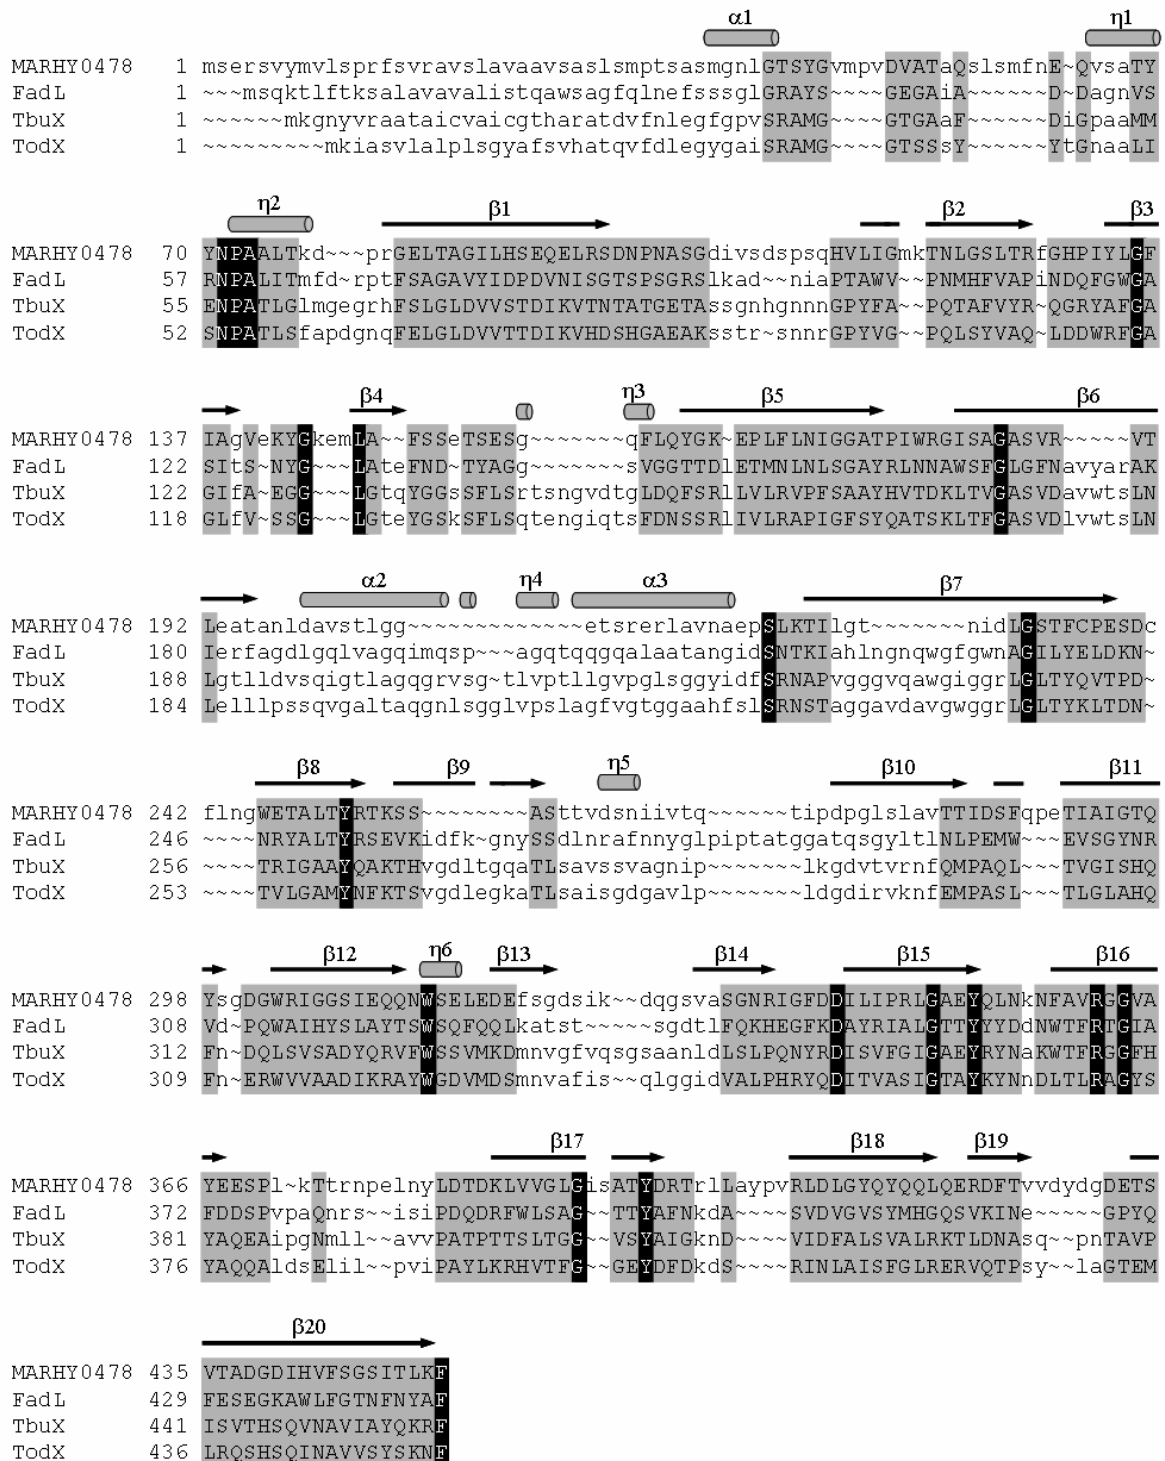 α1 η1
MARHY0478 1 msersvymvlsprfsvravslavaavsaslsmptsasmgnlGTSYGvmpvDVATaQslsmfnE~QvsaTY
FadL 1 ~~~msqktlftksalavavalistqawsagfqlnefsssglGRAYS~~~~GEGAiA~~~~~~D~DagnVS
TbuX 1 ~~~~~~mkgnyvraataicvaicgtharatdvfnlegfgpvSRAMG~~~~GTGAaF~~~~~~DiGpaaMM
TodX 1 ~~~~~~~~~mkiasvlalplsgyafsvhatqvfdlegygaiSRAMG~~~~GTSSsY~~~~~~YtGnaaLI
η2 β1 β2 β3
MARHY0478 70 YNPAALTkd~~~prGELTAGILHSEQELRSDNPNASGdivsdspsqHVLIGmkTNLGSLTRfGHPIYLGF
FadL 57 RNPALITmfd~rptFSAGAVYIDPDVNISGTSPSGRSlkad~~niaPTAWV~~PNMHFVAPiNDQFGWGA
TbuX 55 ENPATLGlmgegrhFSLGLDVVSTDIKVTNTATGETAssgnhgnnnGPYFA~~PQTAFVYR~QGRYAFGA
TodX 52 SNPATLSfapdgnqFELGLDVVTTDIKVHDSHGAEAKsstr~snnrGPYVG~~PQLSYVAQ~LDDWRFGA
β4 η3 β5 β6
MARHY0478 137 IAgVeKYGkemLA~~FSSeTSESg~~~~~~~qFLQYGK~EPLFLNIGGATPIWRGISAGASVR~~~~~VT
FadL 122 SITS~NYG~~~LAteFND~TYAGg~~~~~~~sVGGTTDlETMNLNLSGAYRLNNAWSFGLGFNavyarAK
TbuX 122 GIfA~EGG~~~LGtqYGGsSFLSrtsngvdtgLDQFSRlLVLRVPFSAAYHVTDKLTVGASVDavwtsLN
TodX 118 GLfV~SSG~~~LGteYGSkSFLSqtengiqtsFDNSSRlIVLRAPIGFSYQATSKLTFGASVDlvwtsLN
α2 η4 α3 β7
MARHY0478 192 Leatanldavstlgg~~~~~~~~~~~~~etsrerlavnaepSLKTIlgt~~~~~~~nidLGSTFCPESDc
FadL 180 Ierfagdlgqlvagqimqsp~~~agqtqqgqalaatangidSNTKIahlngnqwgfgwnAGILYELDKN~
TbuX 188 Lgtlldvsqigtlagqgrvsg~tlvptllgvpglsggyidfSRNAPvgggvqawgiggrLGLTYQVTPD~
TodX 184 LelllpssqvgaltaqgnlsgglvpslagfvgtggaahfslSRNSTaggavdavgwggrLGLTYKLTDN~
β8 β9 η5 β10 β11
MARHY0478 242 flngWETALTYRTKSS~~~~~~~~ASttvdsniivtq~~~~~~tipdpglslavTTIDSFqpeTIAIGTQ
FadL 246 ~~~~NRYALTYRSEVKidfk~gnySSdlnrafnnyglpiptatggatqsgyltlNLPEMW~~~EVSGYNR
TbuX 256 ~~~~TRIGAAYQAKTHvgdltgqaTLsavssvagnip~~~~~~~lkgdvtvrnfQMPAQL~~~TVGISHQ
TodX 253 ~~~~TVLGAMYNFKTSvgdlegkaTLsaisgdgavlp~~~~~~~ldgdirvknfEMPASL~~~TLGLAHQ
β12 η6 β13 β14 β15 β16
MARHY0478 298 YsgDGWRIGGSIEQQNWSELEDEfsgdsik~~dqgsvaSGNRIGFDDILIPRLGAEYQLNkNFAVRGGVA
FadL 308 Vd~PQWAIHYSLAYTSWSQFQQLkatst~~~~~sgdtlFQKHEGFKDAYRIALGTTYYYDdNWTFRTGIA
TbuX 312 Fn~DQLSVSADYQRVFWSSVMKDmnvgfvqsgsaanldLSLPQNYRDISVFGIGAEYRYNaKWTFRGGFH
TodX 309 Fn~ERWVVAADIKRAYWGDVMDSmnvafis~~qlggidVALPHRYQDITVASIGTAYKYNnDLTLRAGYS
β17 β18 β19
MARHY0478 366 YEESPl~kTtrnpelnyLDTDKLVVGLGisATYDRTrlLaypvRLDLGYQYQQLQERDFTvvdydgDETS
FadL 372 FDDSPvpaQnrs~~isiPDQDRFWLSAG~~TTYAFNkdA~~~~SVDVGVSYMHGQSVKINe~~~~~GPYQ
TbuX 381 YAQEAipgNmll~~avvPATPTTSLTGG~~VSYAIGknD~~~~VIDFALSVALRKTLDNAsq~~pnTAVP
TodX 376 YAQQAldsElil~~pviPAYLKRHVTFG~~GEYDFDkdS~~~~RINLAISFGLRERVQTPsy~~laGTEM
β20
MARHY0478 435 VTADGDIHVFSGSITLKF
FadL 429 FESEGKAWLFGTNFNYAF
TbuX 441 ISVTHSQVNAVIAYQKRF
TodX 436 LRQSHSQINAVVSYSKNF